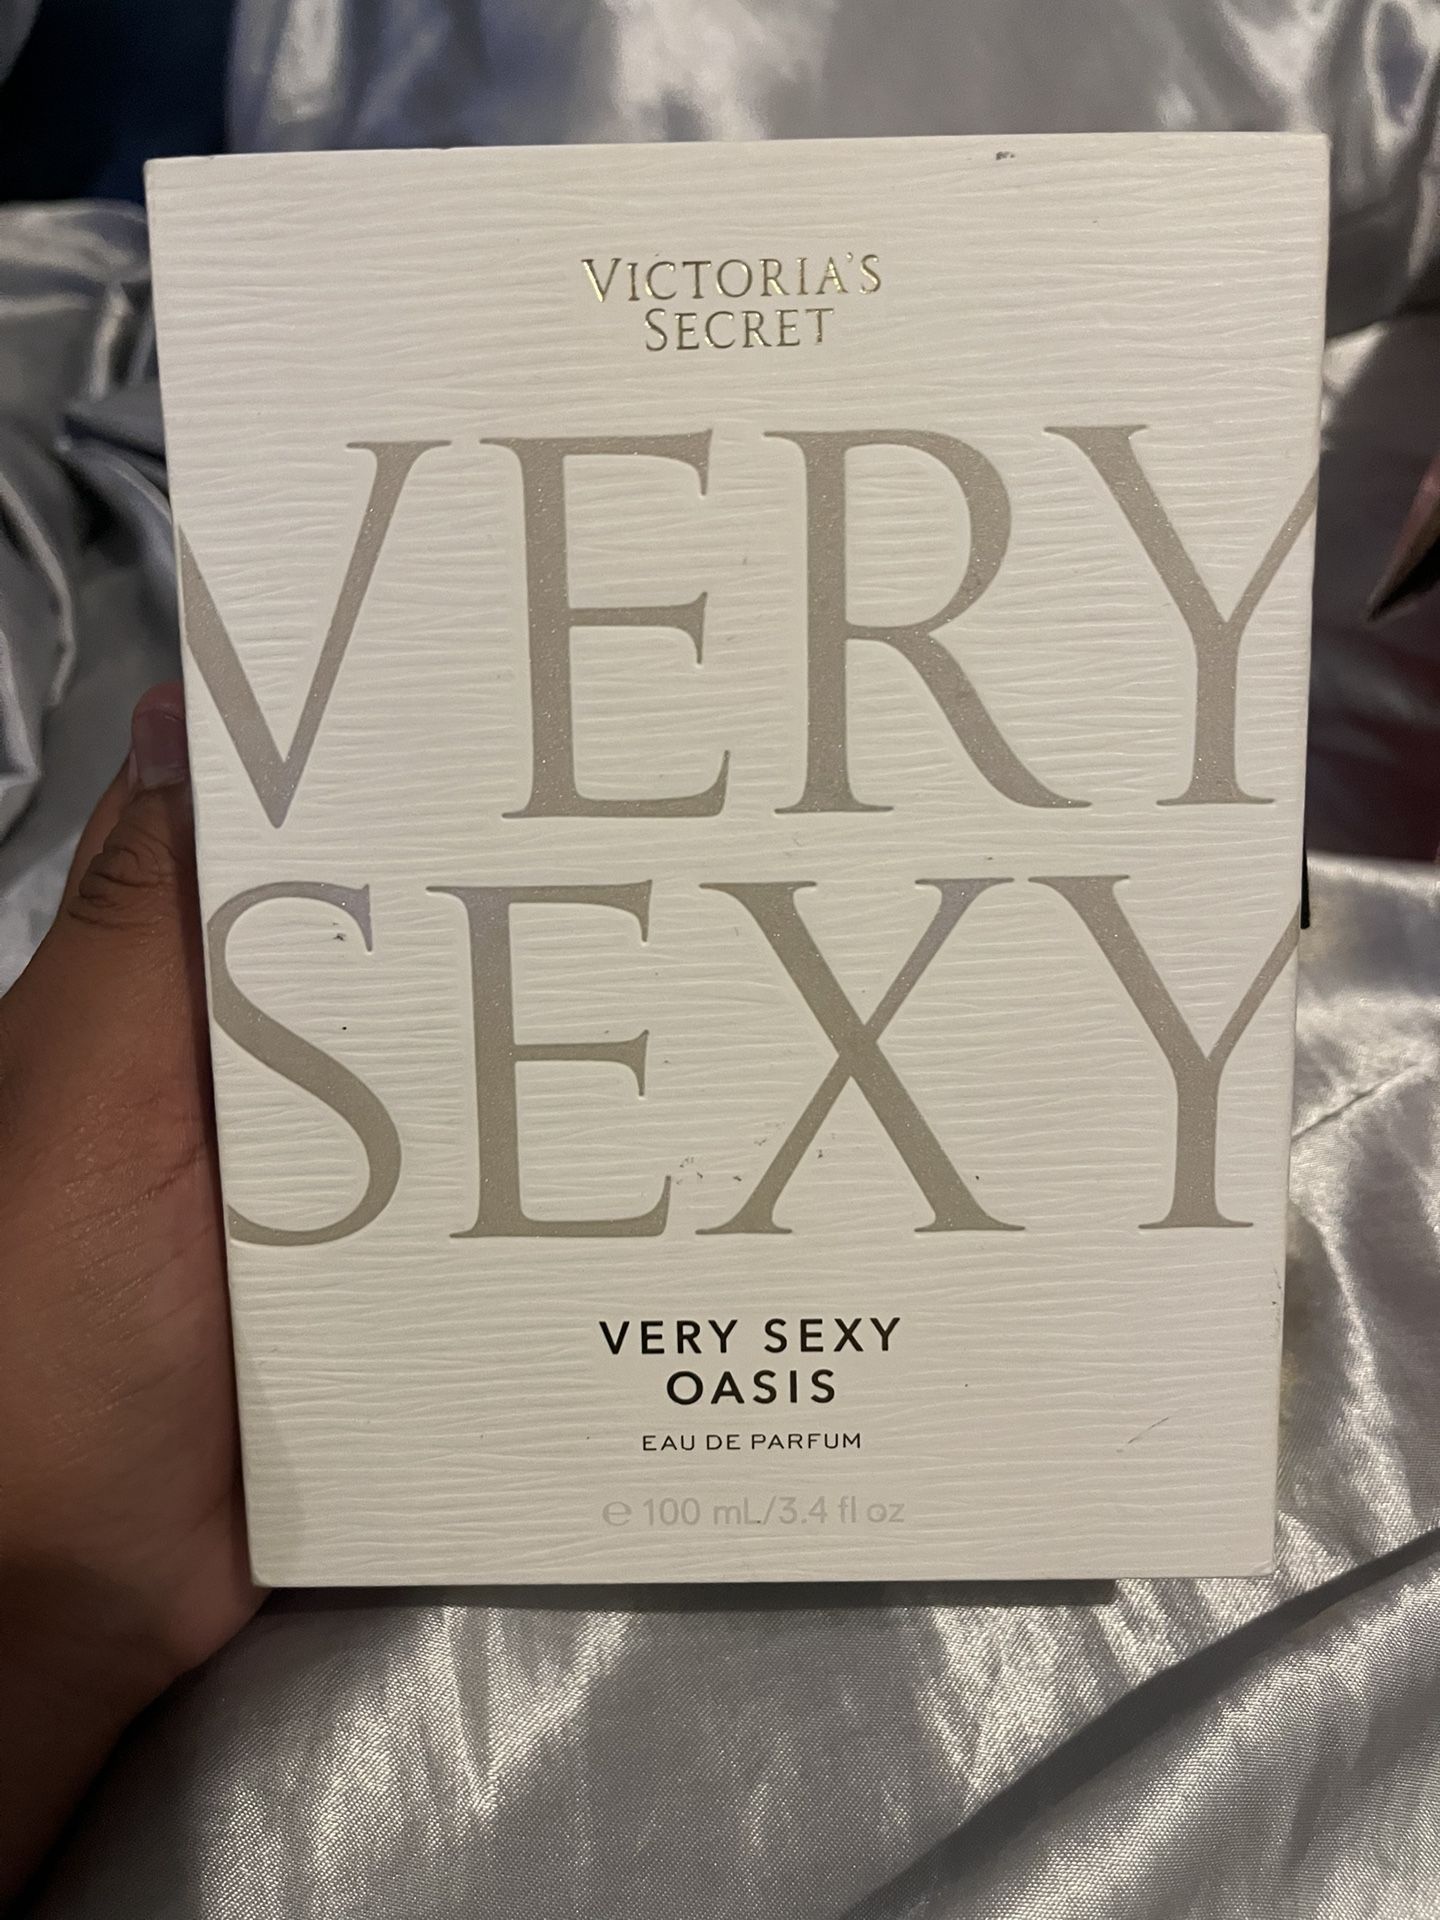 VICTORIA'S
SECRET
VERY
SEXY
VERY SEXY
OASIS
EAU DE PARFUM
℮ 100 mL/3.4 fl oz